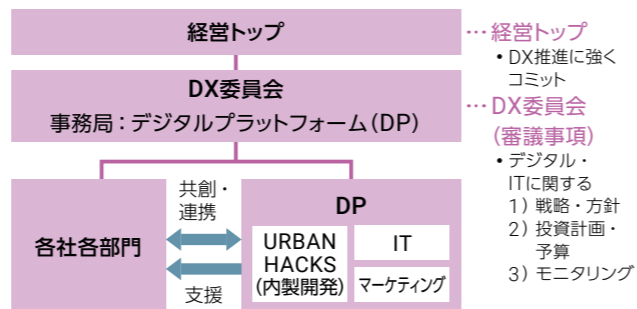 経営トップ
DX委員会
事務局：デジタルプラットフォーム（DP）
各社各部門
共創・
連携
支援
DP
URBAN
HACKS
（内製開発）
IT
マーケティング
…経営トップ
•DX推進に強く
コミット
…DX委員会
（審議事項）
•デジタル・
ITに関する
1）戦略・方針
2）投資計画・
予算
3）モニタリング